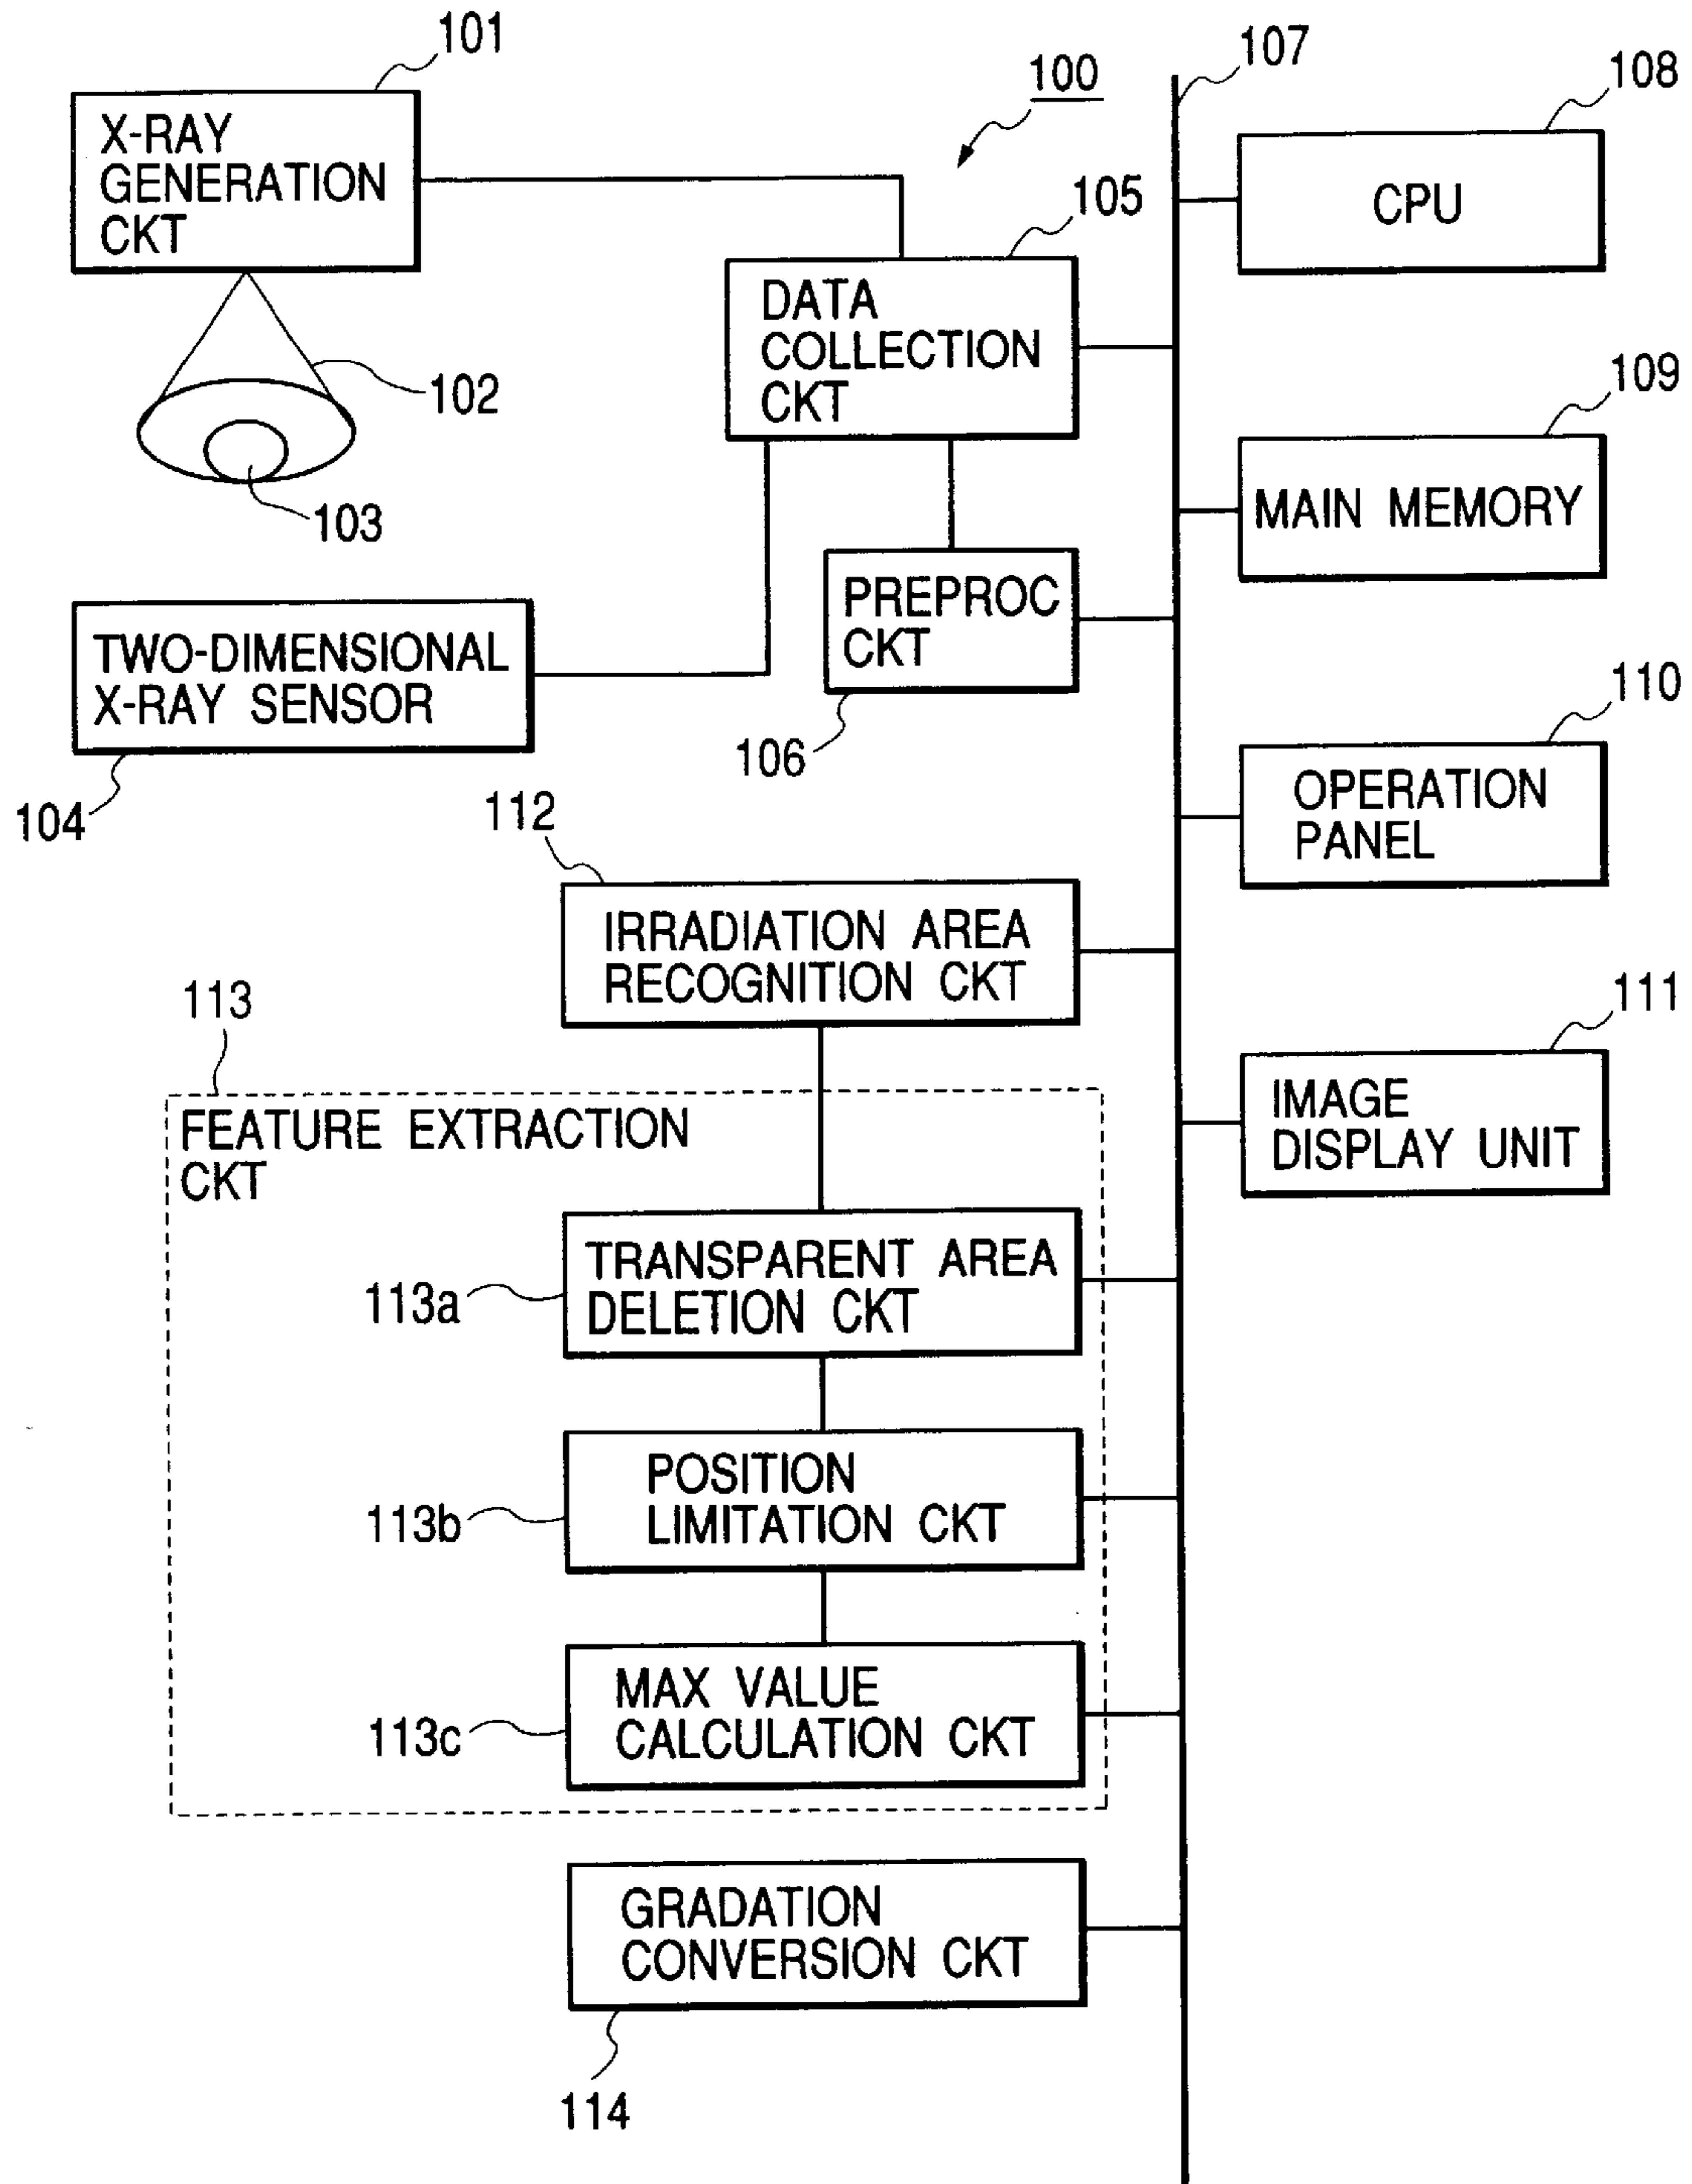 101
X-RAY
GENERATION
CKT
102
103
TWO-DIMENSIONAL
X-RAY SENSOR
104
100
105
DATA
COLLECTION
CKT
PREPROC
CKT
106
107
108
CPU
109
MAIN MEMORY
110
OPERATION
PANEL
111
IMAGE
DISPLAY UNIT
112
IRRADIATION AREA
RECOGNITION CKT
113
FEATURE EXTRACTION
CKT
113a
TRANSPARENT AREA
DELETION CKT
113b
POSITION
LIMITATION CKT
113c
MAX VALUE
CALCULATION CKT
GRADATION
CONVERSION CKT
114